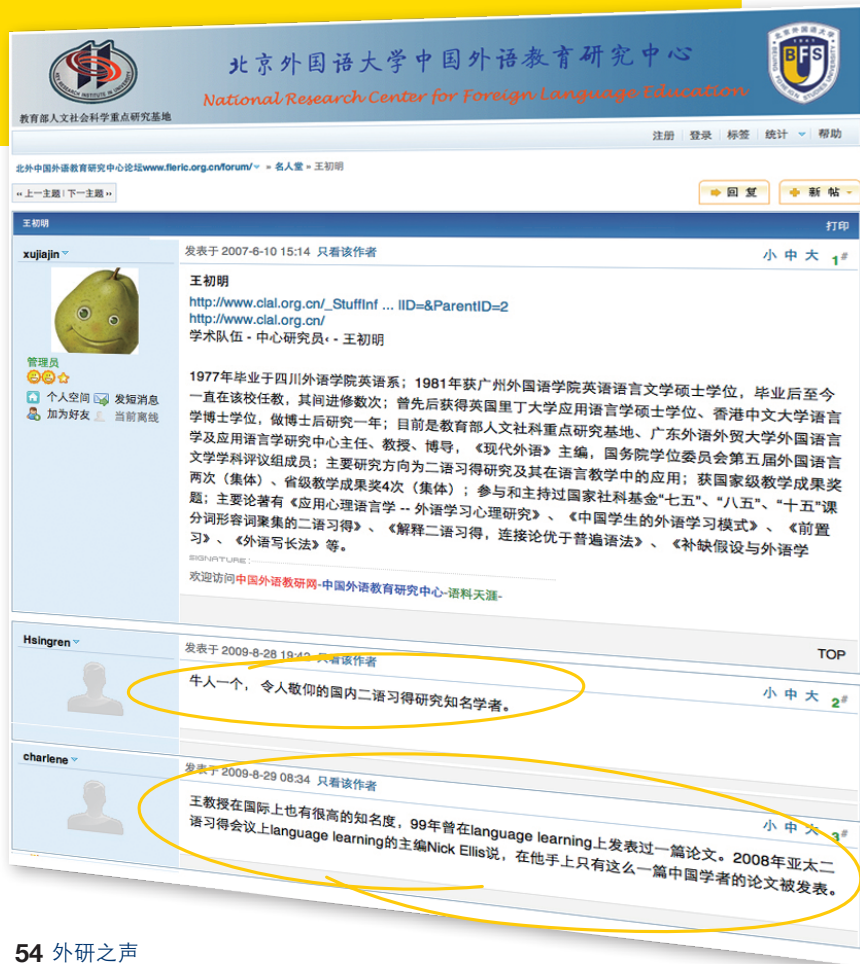 北京外国语大学中国外语教育研究中心
National Research Center for Foreign Language Education
KEY RESEARCH INSTITUTE IN UNIVERSITY
教育部人文社会科学重点研究基地
BFSU
注册 登录 标签 统计 帮助
北外中国外语教育研究中心论坛www.fleric.org.cn/forum/ » 名人堂 » 王初明
‹‹ 上一主题 | 下一主题 ››
回复 新帖
王初明 打印
xujiajin 发表于 2007-6-10 15:14 只看该作者 小 中 大 1#
王初明
http://www.clal.org.cn/_StuffInf ... IID=&ParentID=2
http://www.clal.org.cn/
学术队伍 - 中心研究员‹ - 王初明
管理员
个人空间 发短消息
加为好友 当前离线
1977年毕业于四川外语学院英语系；1981年获广州外国语学院英语语言文学硕士学位，毕业后至今
一直在该校任教，其间进修数次；曾先后获得英国里丁大学应用语言学硕士学位、香港中文大学语言
学博士学位，做博士后研究一年；目前是教育部人文社科重点研究基地、广东外语外贸大学外国语言
学及应用语言学研究中心主任、教授、博导，《现代外语》主编，国务院学位委员会第五届外国语言
文学学科评议组成员；主要研究方向为二语习得研究及其在语言教学中的应用；获国家级教学成果奖
两次（集体）、省级教学成果奖4次（集体）；参与和主持过国家社科基金“七五”、“八五”、“十五”课
题；主要论著有《应用心理语言学 -- 外语学习心理研究》、《中国学生的外语学习模式》、《前置
分词形容词聚集的二语习得》、《解释二语习得，连接论优于普遍语法》、《补缺假设与外语学
习》、《外语写长法》等。
SIGNATURE:
欢迎访问中国外语教研网-中国外语教育研究中心-语料天涯-
TOP
Hsingren 发表于 2009-8-28 19:42 只看该作者 小 中 大 2#
牛人一个，令人敬仰的国内二语习得研究知名学者。
charlene 发表于 2009-8-29 08:34 只看该作者 小 中 大 3#
王教授在国际上也有很高的知名度，99年曾在language learning上发表过一篇论文。2008年亚太二
语习得会议上language learning的主编Nick Ellis说，在他手上只有这么一篇中国学者的论文被发表。
54 外研之声